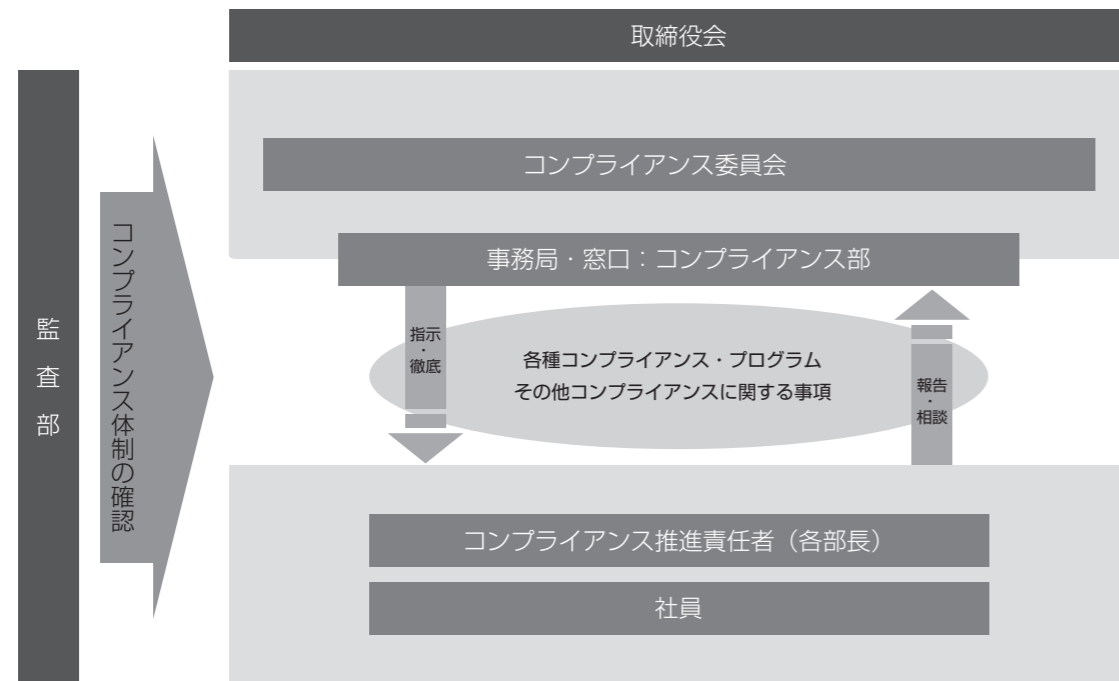 取締役会
監査部
コンプライアンス体制の確認
コンプライアンス委員会
事務局・窓口：コンプライアンス部
指示・徹底
各種コンプライアンス・プログラム
その他コンプライアンスに関する事項
報告・相談
コンプライアンス推進責任者（各部長）
社員